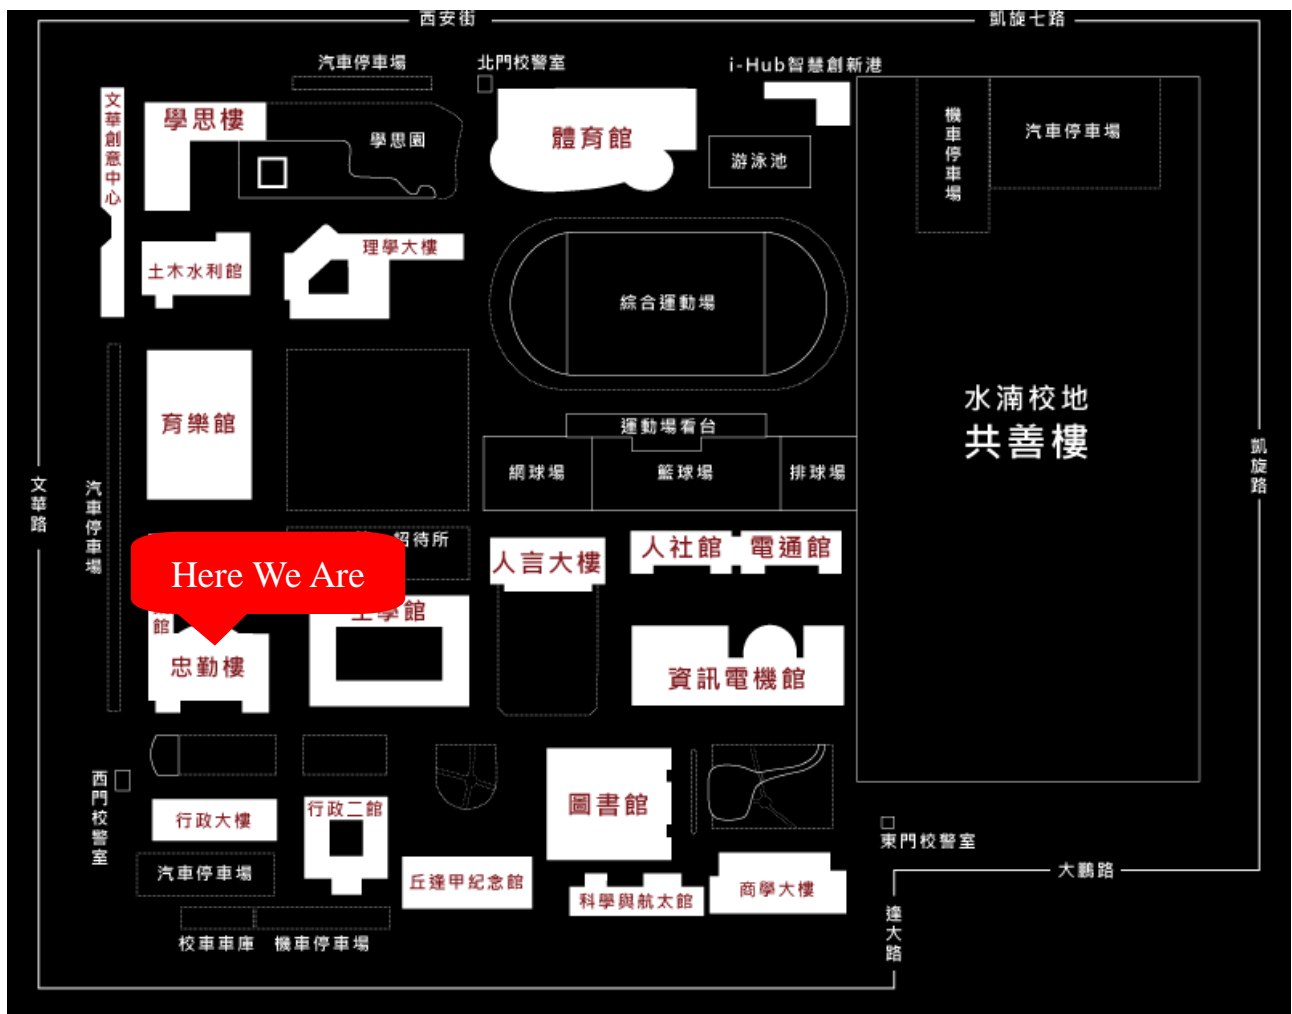 西安街
凱旋七路
汽車停車場
北門校警室
i-Hub智慧創新港
文華創意中心
學思樓
學思園
體育館
游泳池
機車停車場
汽車停車場
土木水利館
理學大樓
綜合運動場
水湳校地
共善樓
育樂館
運動場看台
網球場
籃球場
排球場
文華路
汽車停車場
凱旋路
招待所
人言大樓
人社館
電通館
Here We Are
館
學館
忠勤樓
資訊電機館
西門校警室
行政大樓
行政二館
圖書館
東門校警室
汽車停車場
丘逢甲紀念館
科學與航太館
商學大樓
大鵬路
逢大路
校車車庫
機車停車場